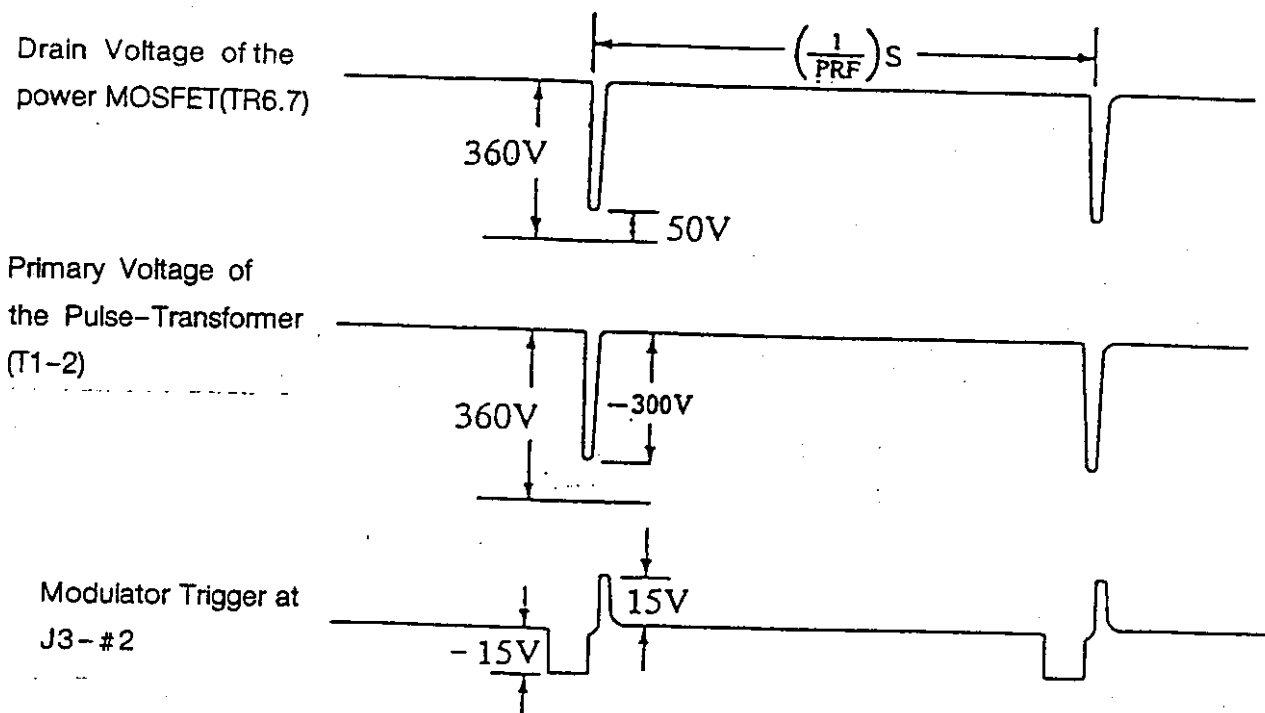 Drain Voltage of the
power MOSFET(TR6.7)
(1/PRF)S
360V
50V
Primary Voltage of
the Pulse-Transformer
(T1-2)
360V
-300V
Modulator Trigger at
J3-#2
15V
-15V